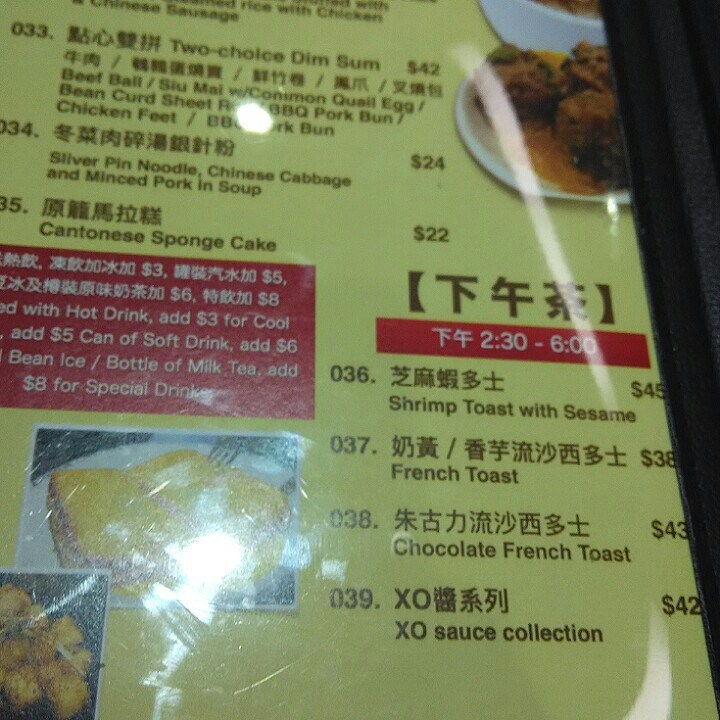 steamed rice with Chicken
& Chinese Sausage
033. 點心雙拼 Two-choice Dim Sum $42
牛肉 / 鵪鶉蛋燒賣 / 鮮竹卷 / 鳳爪 / 叉燒包
Beef Ball / Siu Mai w/Common Quail Egg /
Bean Curd Sheet BBQ Pork Bun /
Chicken Feet / Pork Bun
034. 冬菜肉碎湯銀針粉 $24
Sliver Pin Noodle, Chinese Cabbage
and Minced Pork in Soup
35. 原籠馬拉糕 $22
Cantonese Sponge Cake
熱飲, 凍飲加冰加 $3, 罐裝汽水加 $5,
豆冰及樽裝原味奶茶加 $6, 特飲加 $8
ed with Hot Drink, add $3 for Cool
, add $5 Can of Soft Drink, add $6
Bean Ice / Bottle of Milk Tea, add
$8 for Special Drinks
【下午茶】
下午 2:30 - 6:00
036. 芝麻蝦多士 $45
Shrimp Toast with Sesame
037. 奶黃 / 香芋流沙西多士 $38
French Toast
038. 朱古力流沙西多士 $43
Chocolate French Toast
039. XO醬系列 $42
XO sauce collection